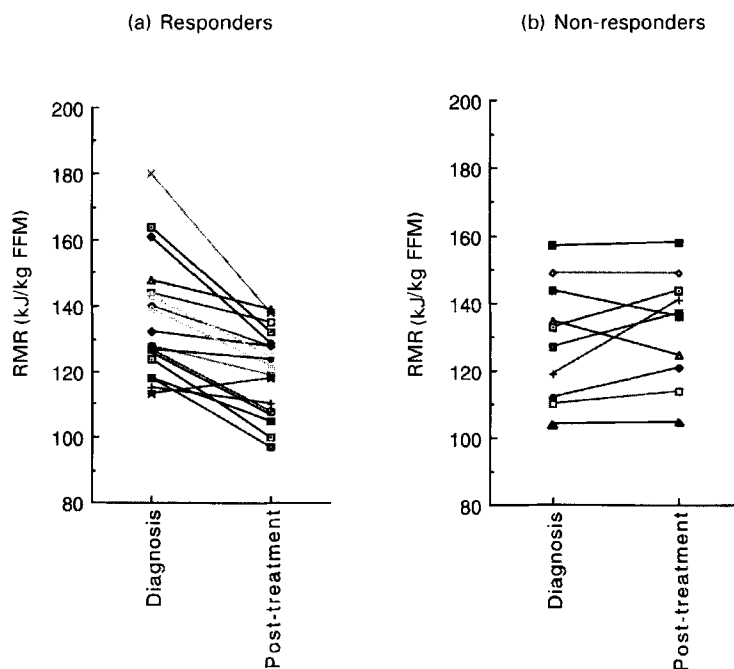 (a) Responders
(b) Non-responders
RMR (kJ/kg FFM)
200
180
160
140
120
100
80
Diagnosis
Post-treatment
RMR (kJ/kg FFM)
200
180
160
140
120
100
80
Diagnosis
Post-treatment